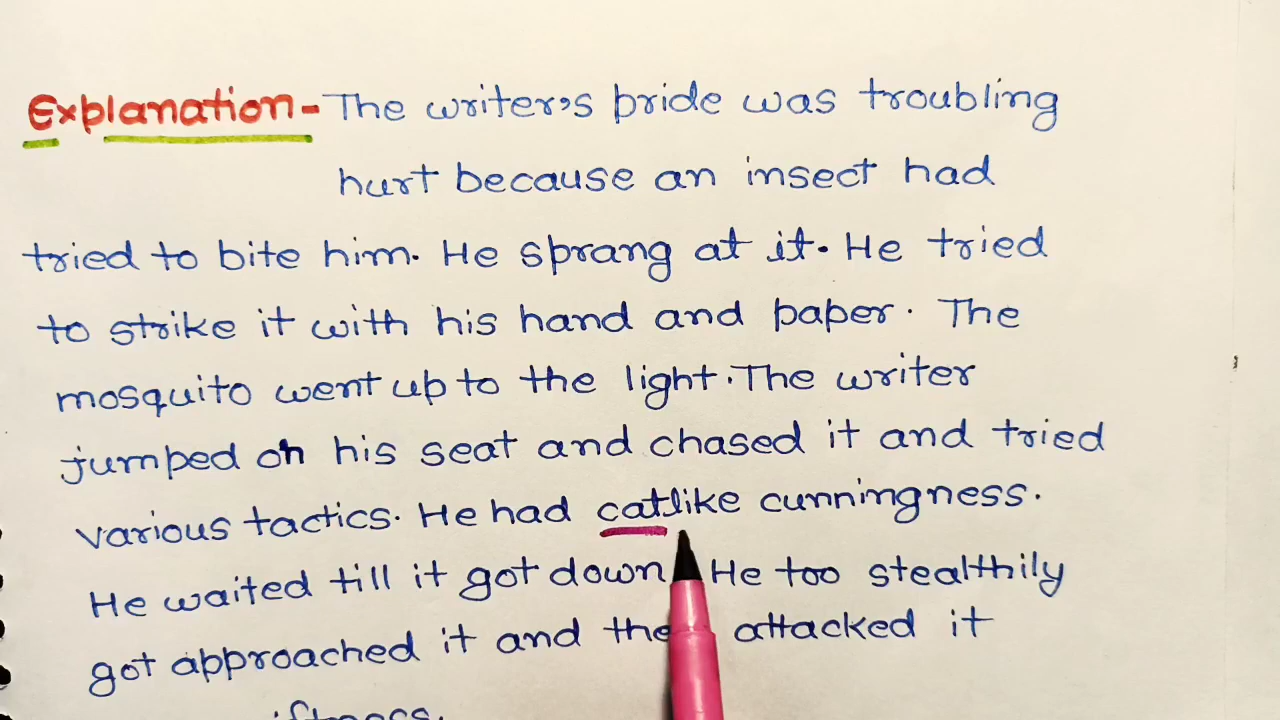 Explanation- The writer's bride was troubling
hurt because an insect had
tried to bite him. He sprang at it. He tried
to strike it with his hand and paper. The
mosquito went up to the light. The writer
jumped on his seat and chased it and tried
various tactics. He had catlike cunningness.
He waited till it got down He too stealthily
got approached it and attacked it